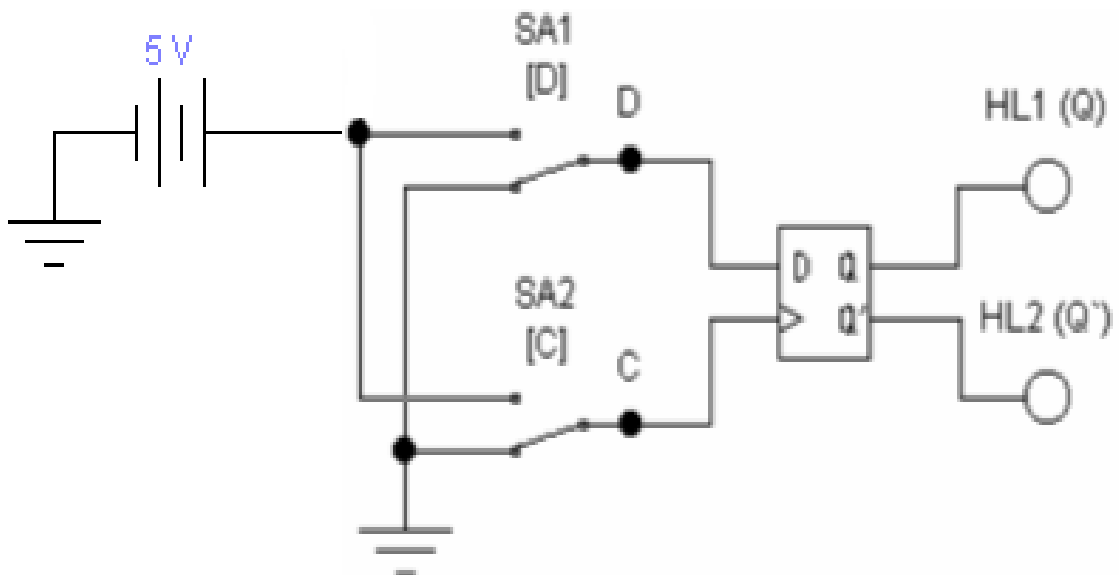 5 V
SA1
[D]
D
HL1 (Q)
D Q
SA2
[C]
C
Q'
HL2 (Q`)